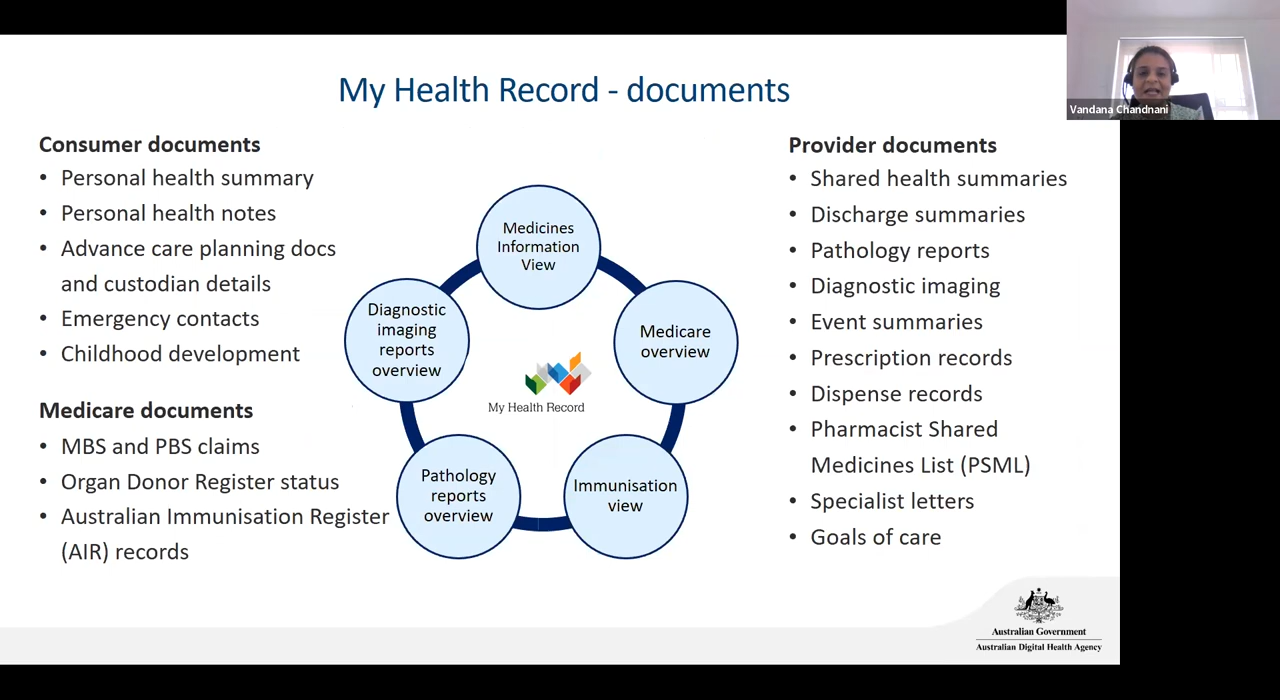 My Health Record - documents
Vandana Chandnani
Consumer documents
• Personal health summary
• Personal health notes
• Advance care planning docs
and custodian details
• Emergency contacts
• Childhood development
Medicare documents
• MBS and PBS claims
• Organ Donor Register status
• Australian Immunisation Register
(AIR) records
Medicines
Information
View
Diagnostic
imaging
reports
overview
Medicare
overview
My Health Record
Pathology
reports
overview
Immunisation
view
Provider documents
• Shared health summaries
• Discharge summaries
• Pathology reports
• Diagnostic imaging
• Event summaries
• Prescription records
• Dispense records
• Pharmacist Shared
Medicines List (PSML)
• Specialist letters
• Goals of care
Australian Government
Australian Digital Health Agency